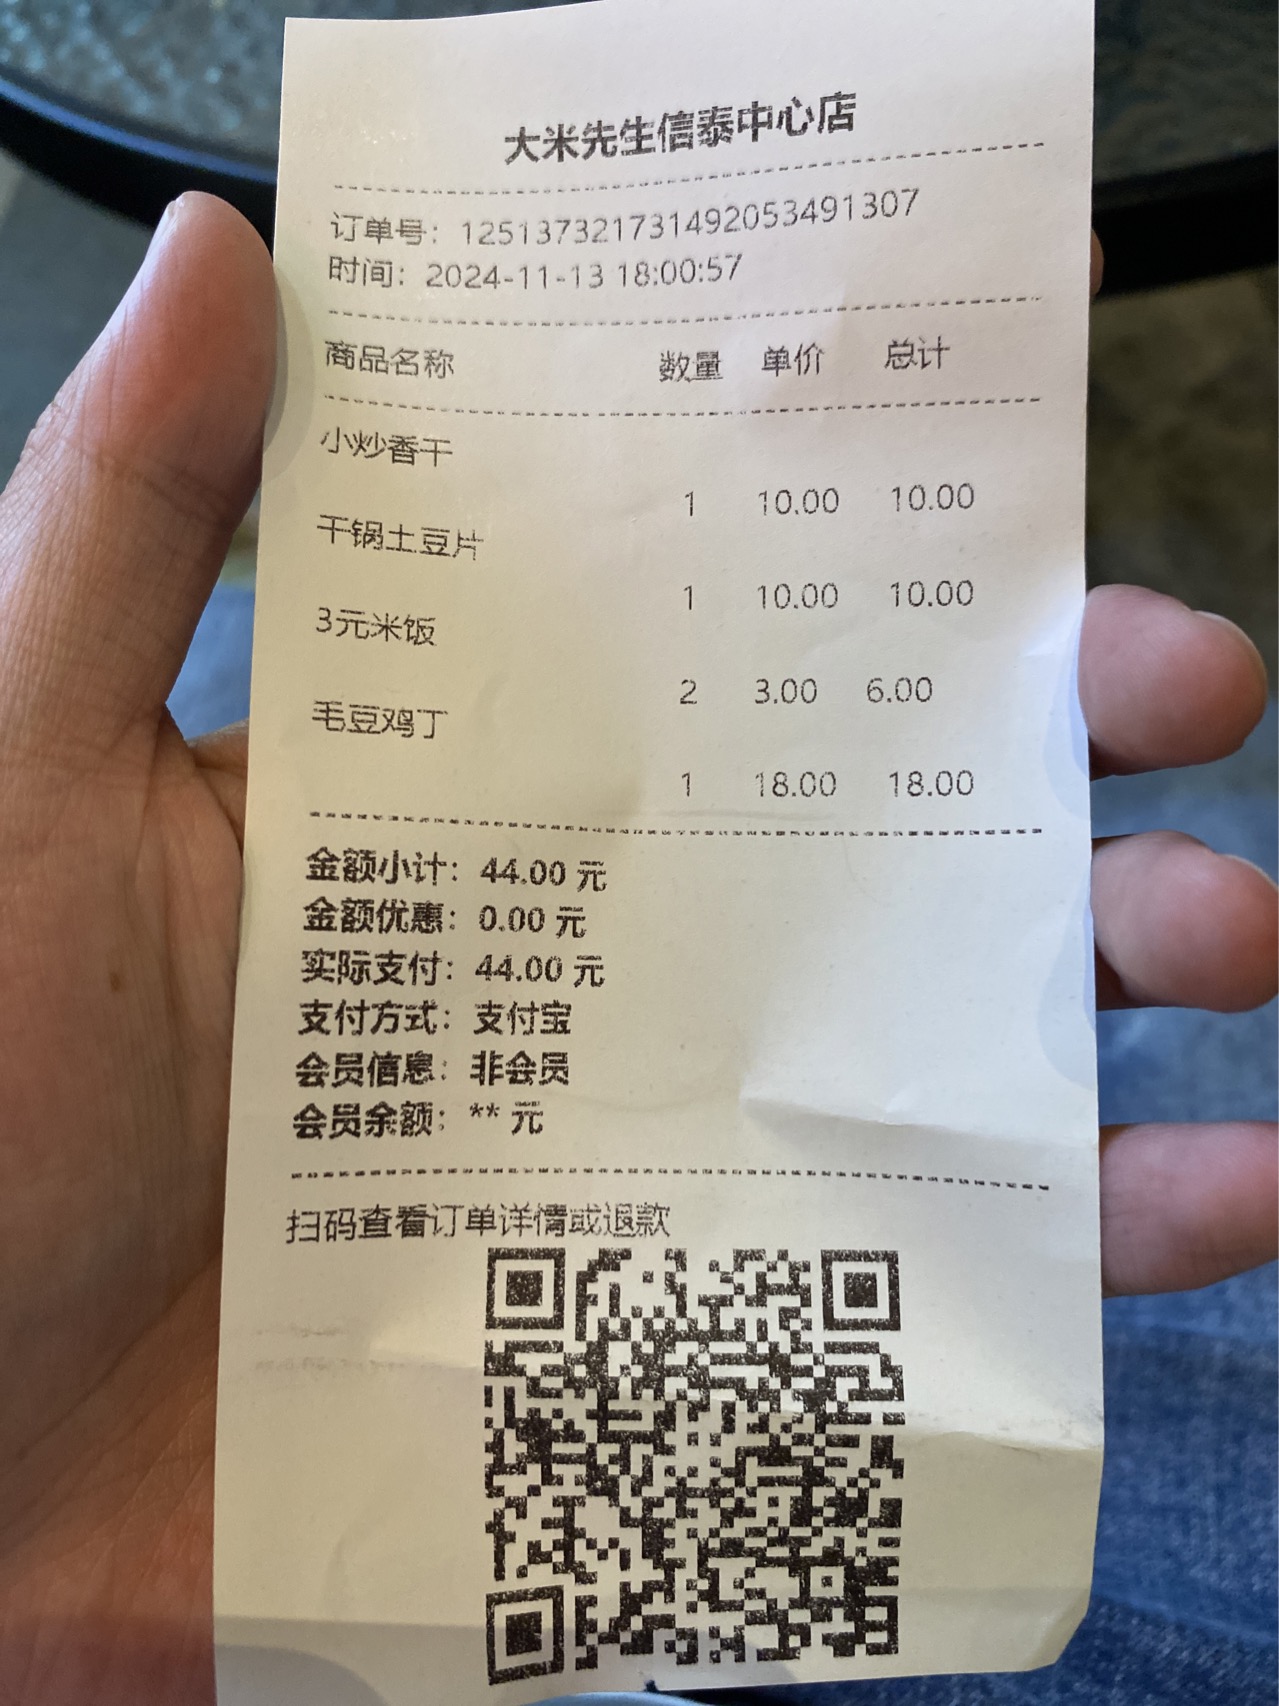 大米先生信泰中心店
订单号：12513732173149205349​1307
时间：2024-11-13 18:00:57
商品名称 数量 单价 总计
小炒香干
1 10.00 10.00
干锅土豆片
1 10.00 10.00
3元米饭
2 3.00 6.00
毛豆鸡丁
1 18.00 18.00
金额小计：44.00 元
金额优惠：0.00 元
实际支付：44.00 元
支付方式：支付宝
会员信息：非会员
会员余额：** 元
扫码查看订单详情或退款